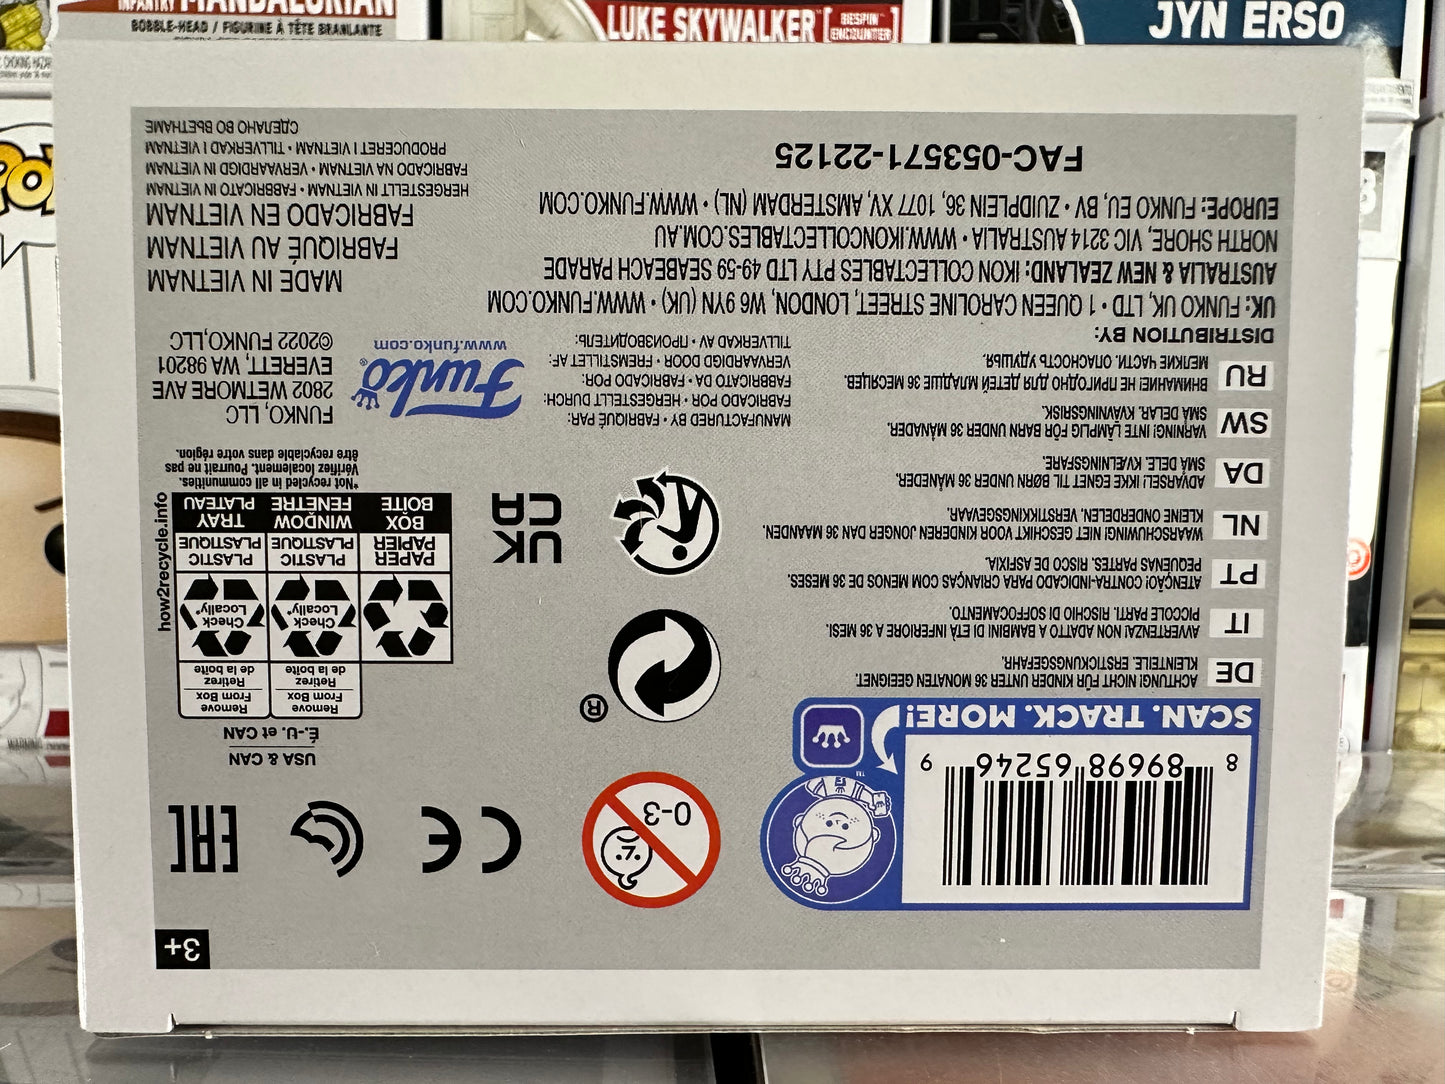 INFANTRY MANDALORIAN
BOBBLE-HEAD / FIGURINE À TÊTE BRANLANTE
LUKE SKYWALKER
BESPIN
ENCOUNTER
JYN ERSO
3+
8 89698 65246 9
SCAN. TRACK. MORE!
™
0-3
CE
EAC
USA & CAN
É.-U. et CAN
Remove
From Box
Retirez
de la boîte
Remove
From Box
Retirez
de la boîte
Check
Locally*
Check
Locally*
PAPER
PAPIER
BOX
BOÎTE
PLASTIC
PLASTIQUE
WINDOW
FENÊTRE
PLASTIC
PLASTIQUE
TRAY
PLATEAU
how2recycle.info
*Not recycled in all communities.
Vérifiez localement. Pourrait ne pas
être recyclable dans votre région.
®
UK
CA
DE
ACHTUNG! NICHT FÜR KINDER UNTER 36 MONATEN GEEIGNET.
KLEINTEILE. ERSTICKUNGSGEFAHR.
IT
AVVERTENZA! NON ADATTO A BAMBINI DI ETÀ INFERIORE A 36 MESI.
PICCOLE PARTI. RISCHIO DI SOFFOCAMENTO.
PT
ATENÇÃO! CONTRA-INDICADO PARA CRIANÇAS COM MENOS DE 36 MESES.
PEQUENAS PARTES. RISCO DE ASFIXIA.
NL
WAARSCHUWING! NIET GESCHIKT VOOR KINDEREN JONGER DAN 36 MAANDEN.
KLEINE ONDERDELEN. VERSTIKKINGSGEVAAR.
DA
ADVARSEL! IKKE EGNET TIL BØRN UNDER 36 MÅNEDER.
SMÅ DELE. KVÆLNINGSFARE.
SW
VARNING! INTE LÄMPLIG FÖR BARN UNDER 36 MÅNADER.
SMÅ DELAR. KVÄVNINGSRISK.
RU
ВНИМАНИЕ! НЕ ПРИГОДНО ДЛЯ ДЕТЕЙ МЛАДШЕ 36 МЕСЯЦЕВ.
МЕЛКИЕ ЧАСТИ. ОПАСНОСТЬ УДУШЬЯ.
MANUFACTURED BY • FABRIQUÉ PAR:
FABRICADO POR • HERGESTELLT DURCH:
FABRICATO DA • FABRICADO POR:
VERVAARDIGD DOOR • FREMSTILLET AF:
TILLVERKAD AV • ПРОИЗВОДИТЕЛЬ:
Funko®
www.funko.com
FUNKO, LLC
2802 WETMORE AVE
EVERETT, WA 98201
©2022 FUNKO,LLC
DISTRIBUTION BY:
UK: • FUNKO UK, LTD • 1 QUEEN CAROLINE STREET, LONDON, W6 9YN (UK) • WWW.FUNKO.COM
AUSTRALIA & NEW ZEALAND: IKON COLLECTABLES PTY LTD 49-59 SEABEACH PARADE
NORTH SHORE, VIC 3214 AUSTRALIA • WWW.IKONCOLLECTABLES.COM.AU
EUROPE: FUNKO EU, BV • ZUIDPLEIN 36, 1077 XV, AMSTERDAM (NL) • WWW.FUNKO.COM
MADE IN VIETNAM
FABRIQUÉ AU VIETNAM
FABRICADO EN VIETNAM
HERGESTELLT IN VIETNAM • FABBRICATO IN VIETNAM
FABRICADO NA VIETNAM • VERVAARDIGD IN VIETNAM
PRODUCERET I VIETNAM • TILLVERKAD I VIETNAM
СДЕЛАНО ВО ВЬЕТНАМЕ
FAC-053571-22125